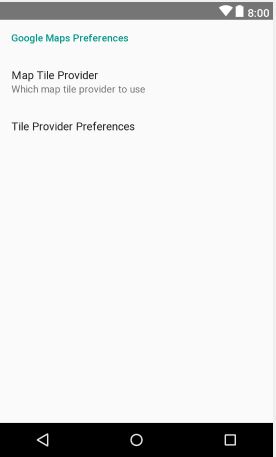 8:00
Google Maps Preferences
Map Tile Provider
Which map tile provider to use
Tile Provider Preferences